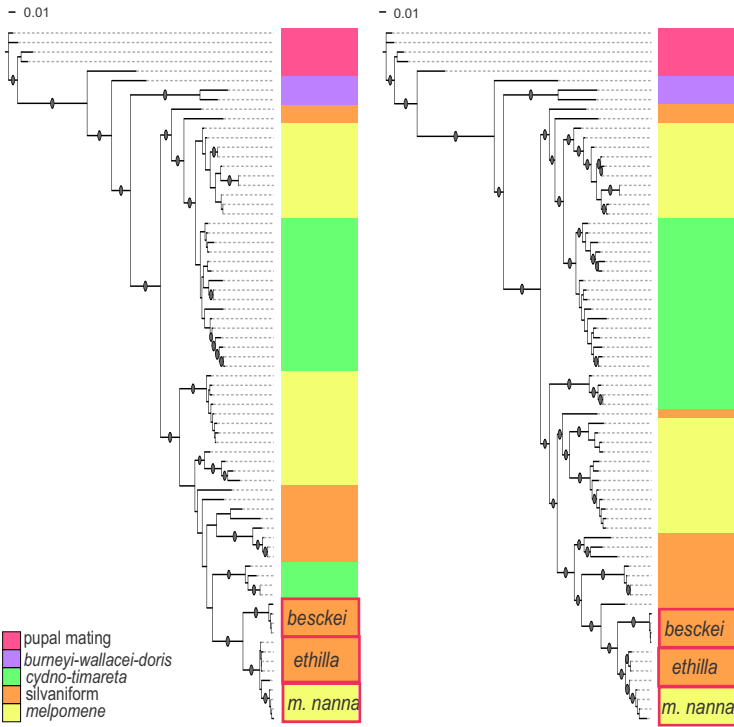 0.01
0.01
besckei
besckei
pupal mating
burneyi-wallacei-doris
ethilla
ethilla
cydno-timareta
silvaniform
m. nanna
m. nanna
melpomene